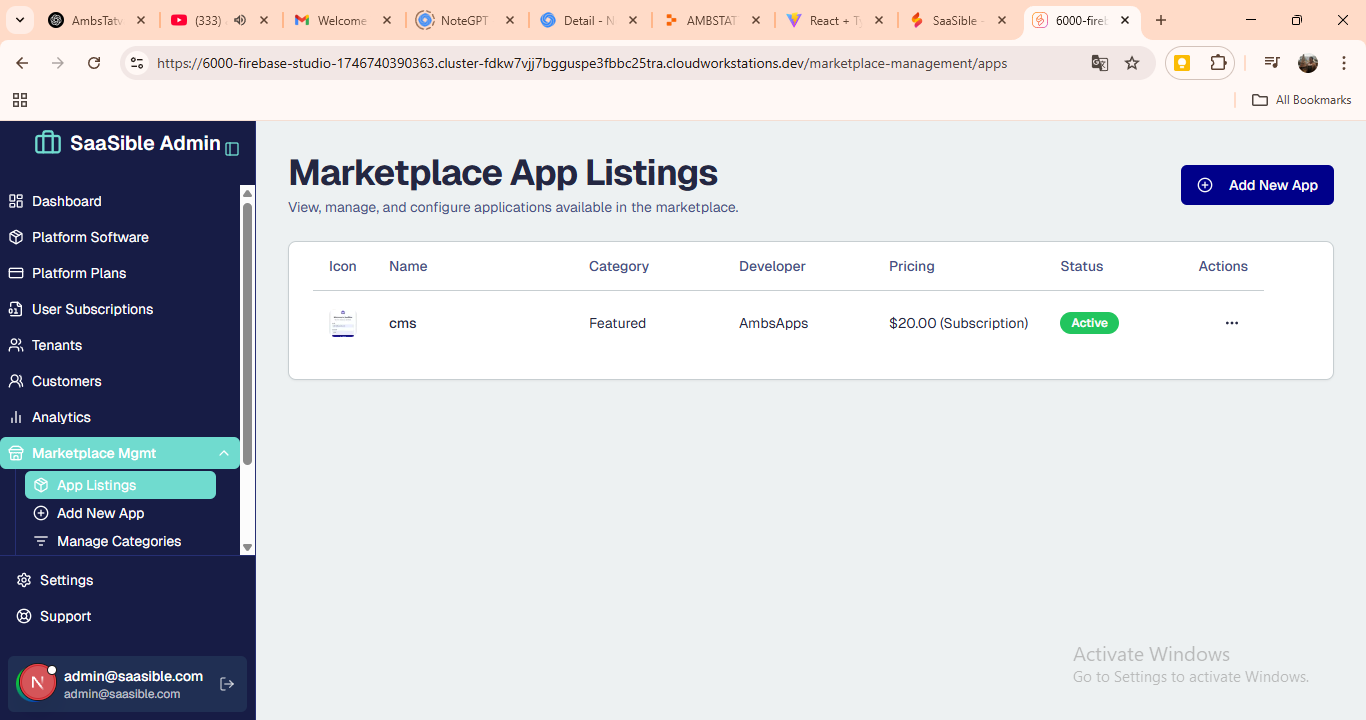 AmbsTatv
(333)
Welcome
NoteGPT
Detail - N
AMBSTAT
React + Ty
SaaSible -
6000-fireb
https://6000-firebase-studio-1746740390363.cluster-fdkw7vjj7bgguspe3fbbc25tra.cloudworkstations.dev/marketplace-management/apps
All Bookmarks
SaaSible Admin
Dashboard
Platform Software
Platform Plans
User Subscriptions
Tenants
Customers
Analytics
Marketplace Mgmt
App Listings
Add New App
Manage Categories
Settings
Support
N
admin@saasible.com
admin@saasible.com
Marketplace App Listings
View, manage, and configure applications available in the marketplace.
Add New App
Icon Name Category Developer Pricing Status Actions
cms Featured AmbsApps $20.00 (Subscription) Active
Activate Windows
Go to Settings to activate Windows.